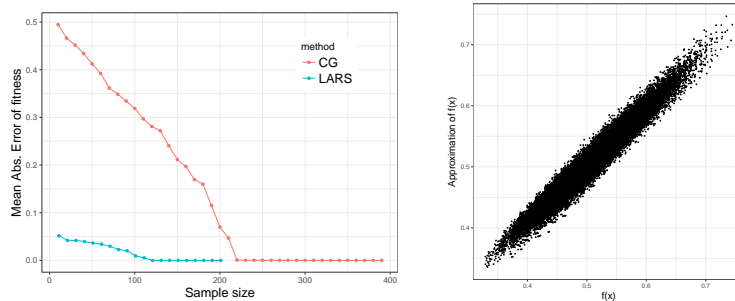 0.5
0.4
0.3
0.2
0.1
0.0
Mean Abs. Error of fitness
0
100
200
300
400
Sample size
method
CG
LARS
0.7
0.6
0.5
0.4
Approximation of f(x)
0.4
0.5
0.6
0.7
f(x)